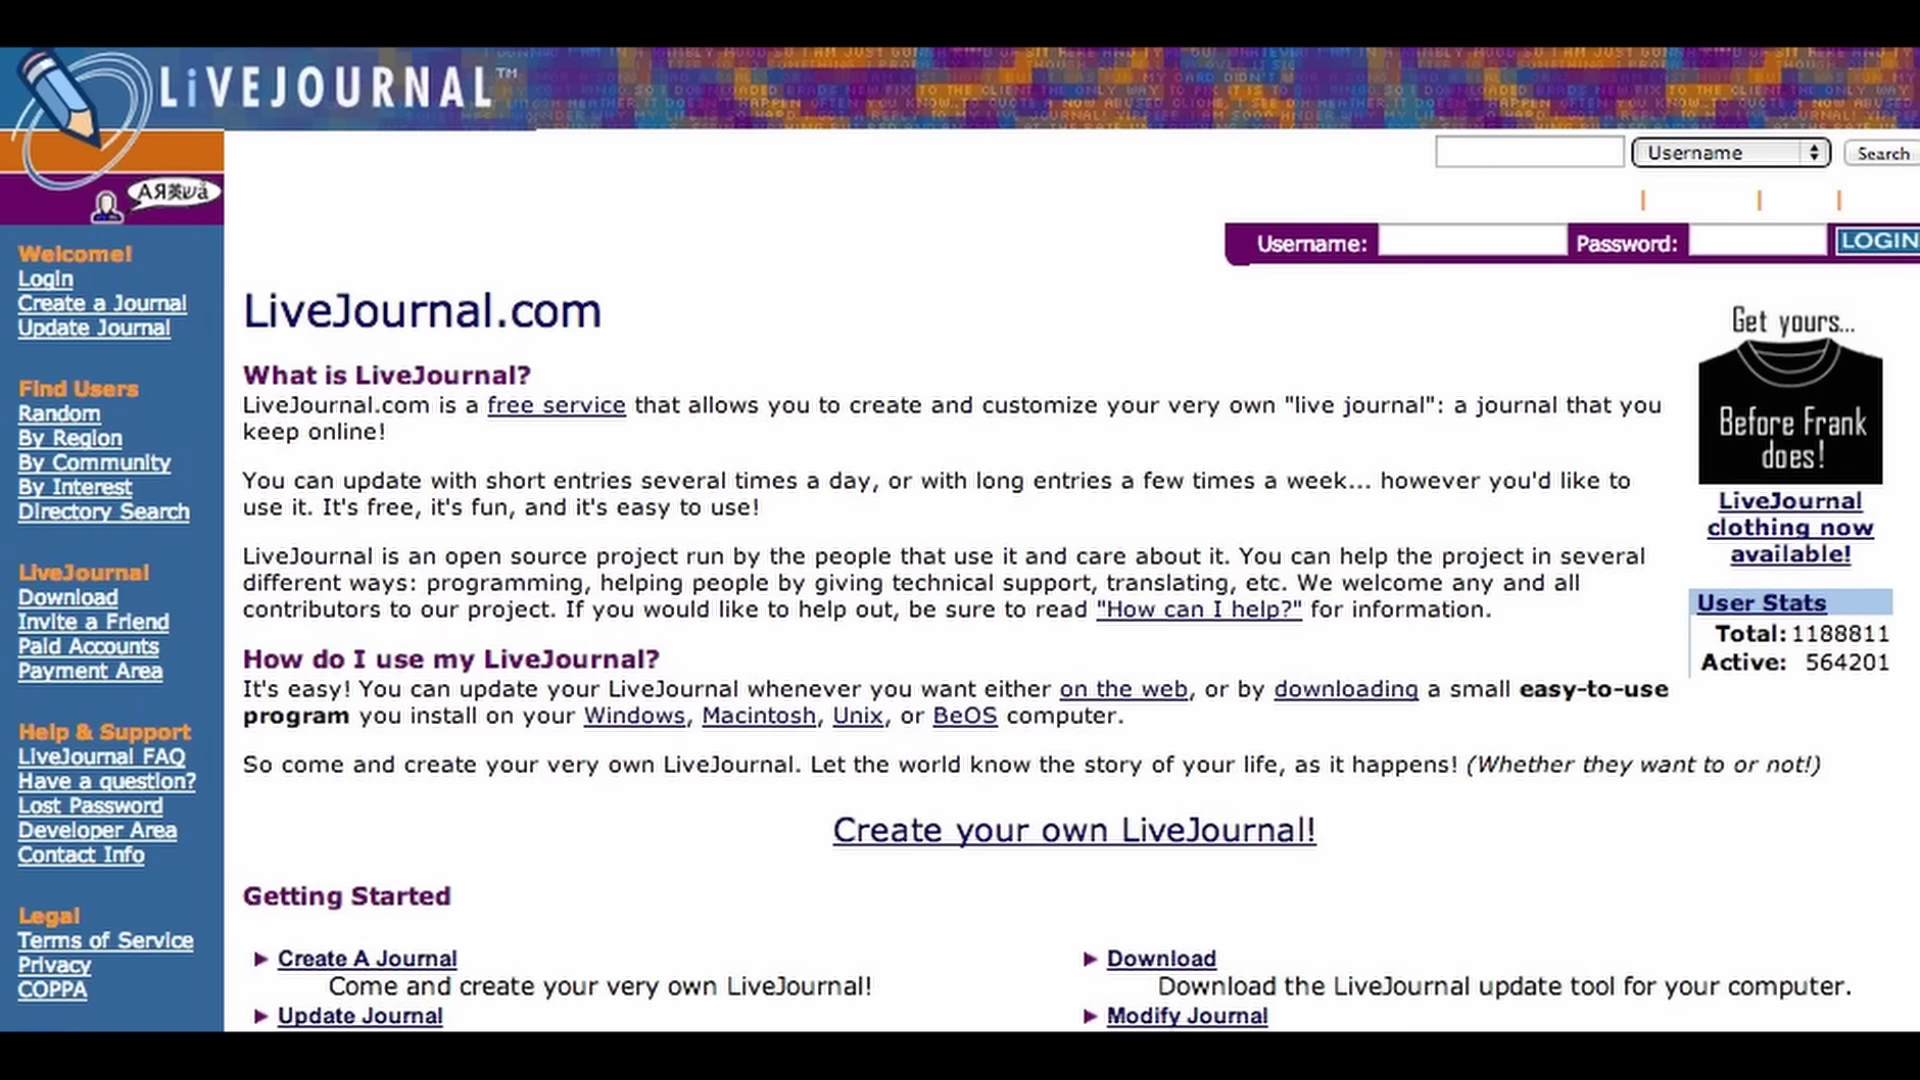 LiVEJOURNAL™
АЯ英
Username
Search
Username:
Password:
LOGIN
Welcome!
Login
Create a Journal
Update Journal
Find Users
Random
By Region
By Community
By Interest
Directory Search
LiveJournal
Download
Invite a Friend
Paid Accounts
Payment Area
Help & Support
LiveJournal FAQ
Have a question?
Lost Password
Developer Area
Contact Info
Legal
Terms of Service
Privacy
COPPA
LiveJournal.com
What is LiveJournal?
LiveJournal.com is a free service that allows you to create and customize your very own "live journal": a journal that you
keep online!
You can update with short entries several times a day, or with long entries a few times a week... however you'd like to
use it. It's free, it's fun, and it's easy to use!
LiveJournal is an open source project run by the people that use it and care about it. You can help the project in several
different ways: programming, helping people by giving technical support, translating, etc. We welcome any and all
contributors to our project. If you would like to help out, be sure to read "How can I help?" for information.
How do I use my LiveJournal?
It's easy! You can update your LiveJournal whenever you want either on the web, or by downloading a small easy-to-use
program you install on your Windows, Macintosh, Unix, or BeOS computer.
So come and create your very own LiveJournal. Let the world know the story of your life, as it happens! (Whether they want to or not!)
Create your own LiveJournal!
Getting Started
Create A Journal
Come and create your very own LiveJournal!
Update Journal
Download
Download the LiveJournal update tool for your computer.
Modify Journal
Get yours...
Before Frank
does!
LiveJournal
clothing now
available!
User Stats
Total: 1188811
Active: 564201